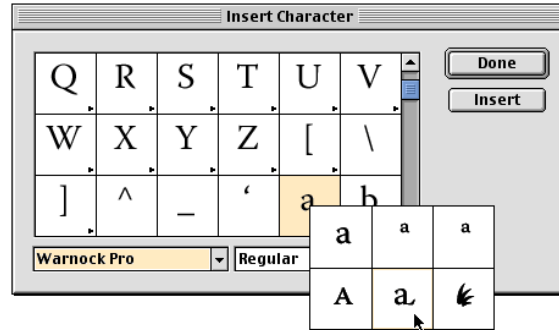 Insert Character
Q R S T U V
W X Y Z [ \
] ^ _ ‘ a b
a a a
A a
Warnock Pro Regular
Done
Insert